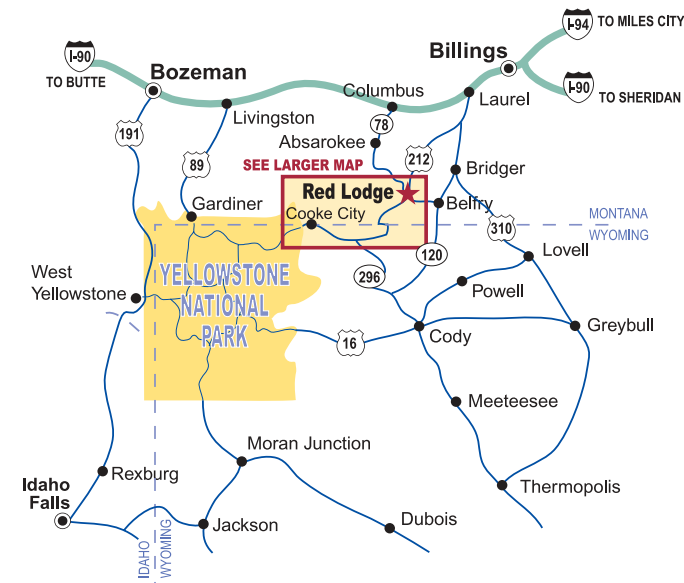 I-94
TO MILES CITY
I-90
TO BUTTE
Billings
Bozeman
I-90
TO SHERIDAN
Columbus
Laurel
Livingston
78
191
Absarokee
212
89
SEE LARGER MAP
Bridger
Red Lodge
Gardiner
Cooke City
Belfry
MONTANA
WYOMING
310
Lovell
120
296
West
Yellowstone
YELLOWSTONE
NATIONAL
PARK
Powell
16
Cody
Greybull
Meeteesee
Moran Junction
Rexburg
Idaho
Falls
Thermopolis
Jackson
Dubois
IDAHO
WYOMING